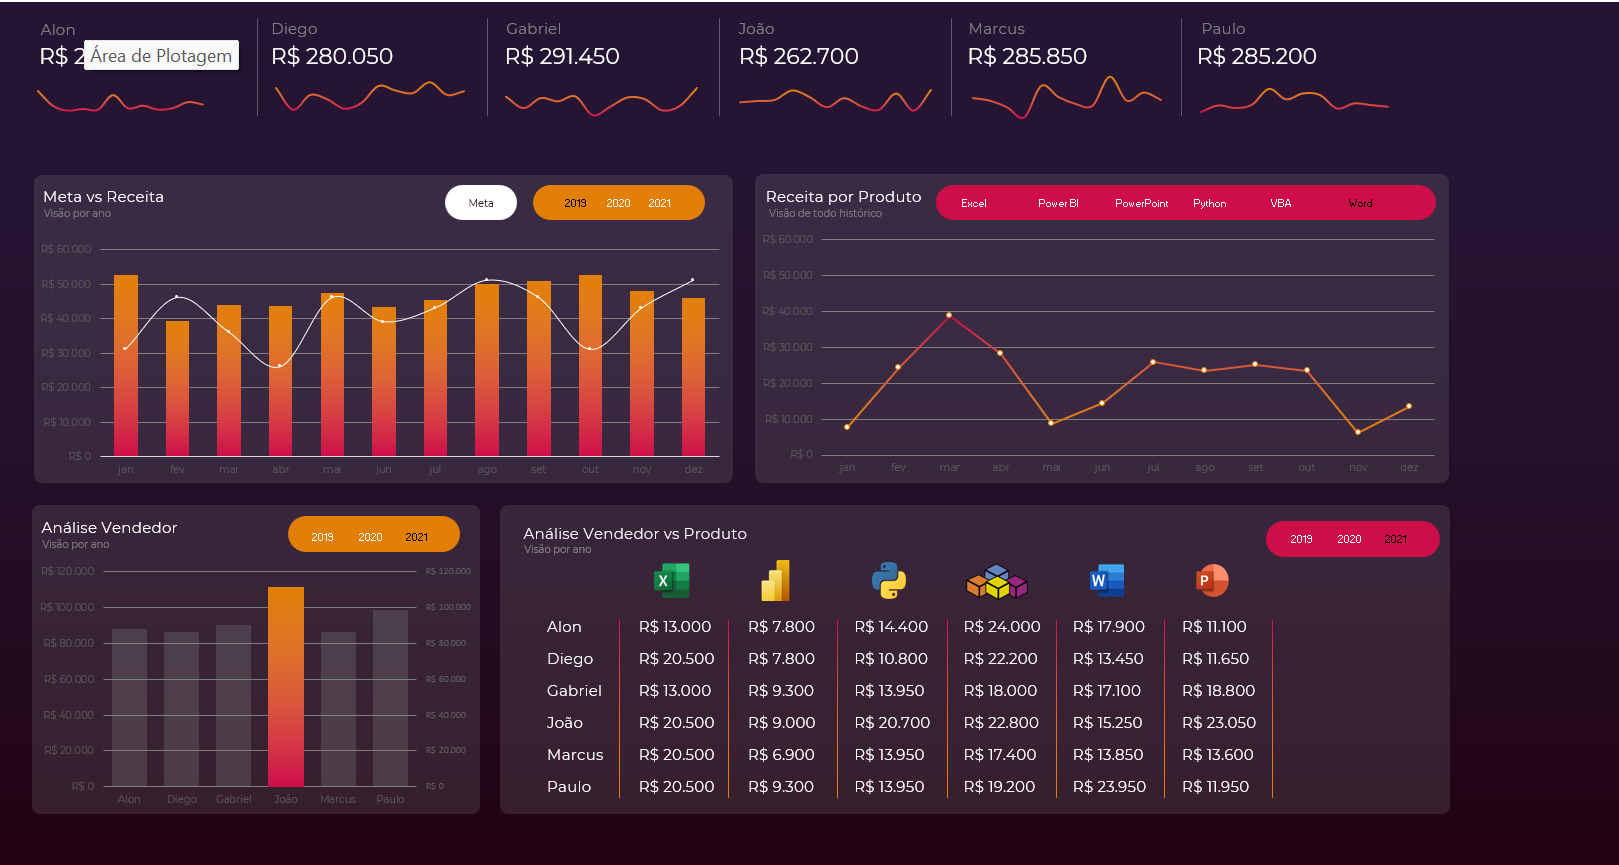 Alon
R$ 2
Área de Plotagem
Diego
R$ 280.050
Gabriel
R$ 291.450
João
R$ 262.700
Marcus
R$ 285.850
Paulo
R$ 285.200
Meta vs Receita
Visão por ano
Meta
2019 2020 2021
R$ 60.000
R$ 50.000
R$ 40.000
R$ 30.000
R$ 20.000
R$ 10.000
R$ 0
jan fev mar abr mai jun jul ago set out nov dez
Receita por Produto
Visão de todo histórico
Excel Power BI PowerPoint Python VBA Word
R$ 60.000
R$ 50.000
R$ 40.000
R$ 30.000
R$ 20.000
R$ 10.000
R$ 0
jan fev mar abr mai jun jul ago set out nov dez
Análise Vendedor
Visão por ano
2019 2020 2021
R$ 120.000 R$ 120.000
R$ 100.000 R$ 100.000
R$ 80.000 R$ 80.000
R$ 60.000 R$ 60.000
R$ 40.000 R$ 40.000
R$ 20.000 R$ 20.000
R$ 0 R$ 0
Alon Diego Gabriel João Marcus Paulo
Análise Vendedor vs Produto
Visão por ano
2019 2020 2021
X W P
Alon R$ 13.000 R$ 7.800 R$ 14.400 R$ 24.000 R$ 17.900 R$ 11.100
Diego R$ 20.500 R$ 7.800 R$ 10.800 R$ 22.200 R$ 13.450 R$ 11.650
Gabriel R$ 13.000 R$ 9.300 R$ 13.950 R$ 18.000 R$ 17.100 R$ 18.800
João R$ 20.500 R$ 9.000 R$ 20.700 R$ 22.800 R$ 15.250 R$ 23.050
Marcus R$ 20.500 R$ 6.900 R$ 13.950 R$ 17.400 R$ 13.850 R$ 13.600
Paulo R$ 20.500 R$ 9.300 R$ 13.950 R$ 19.200 R$ 23.950 R$ 11.950